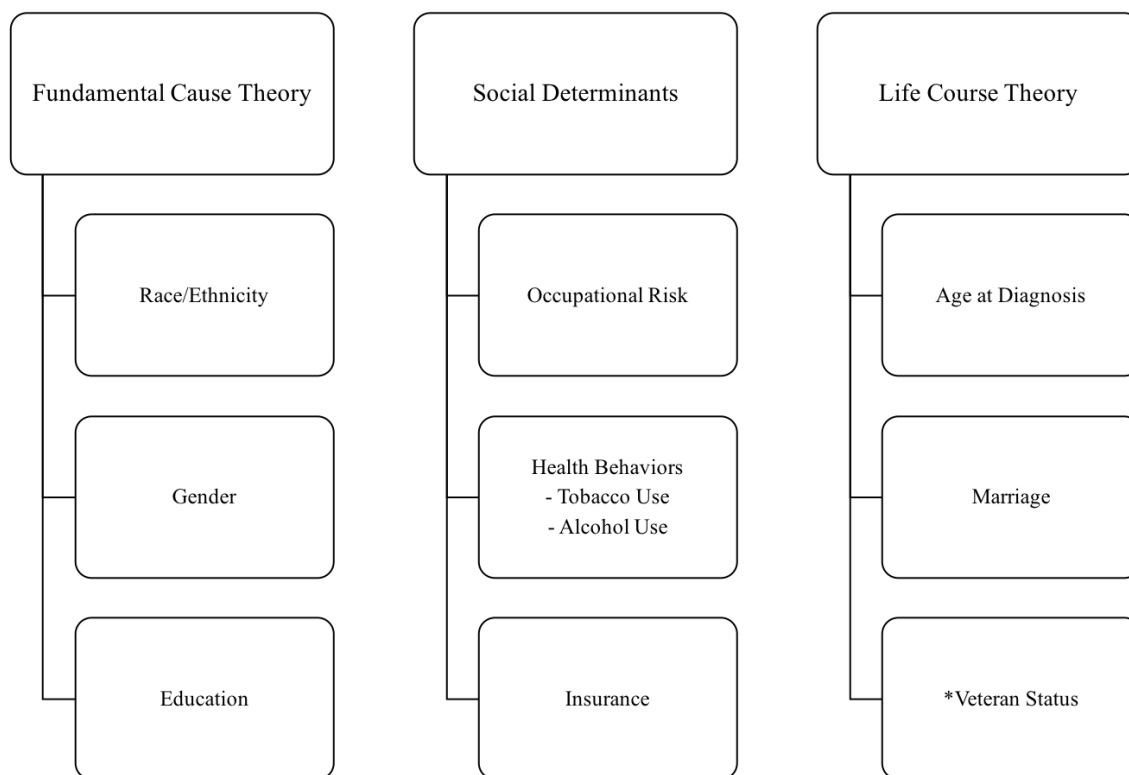 Fundamental Cause Theory
Race/Ethnicity
Gender
Education
Social Determinants
Occupational Risk
Health Behaviors
- Tobacco Use
- Alcohol Use
Insurance
Life Course Theory
Age at Diagnosis
Marriage
*Veteran Status